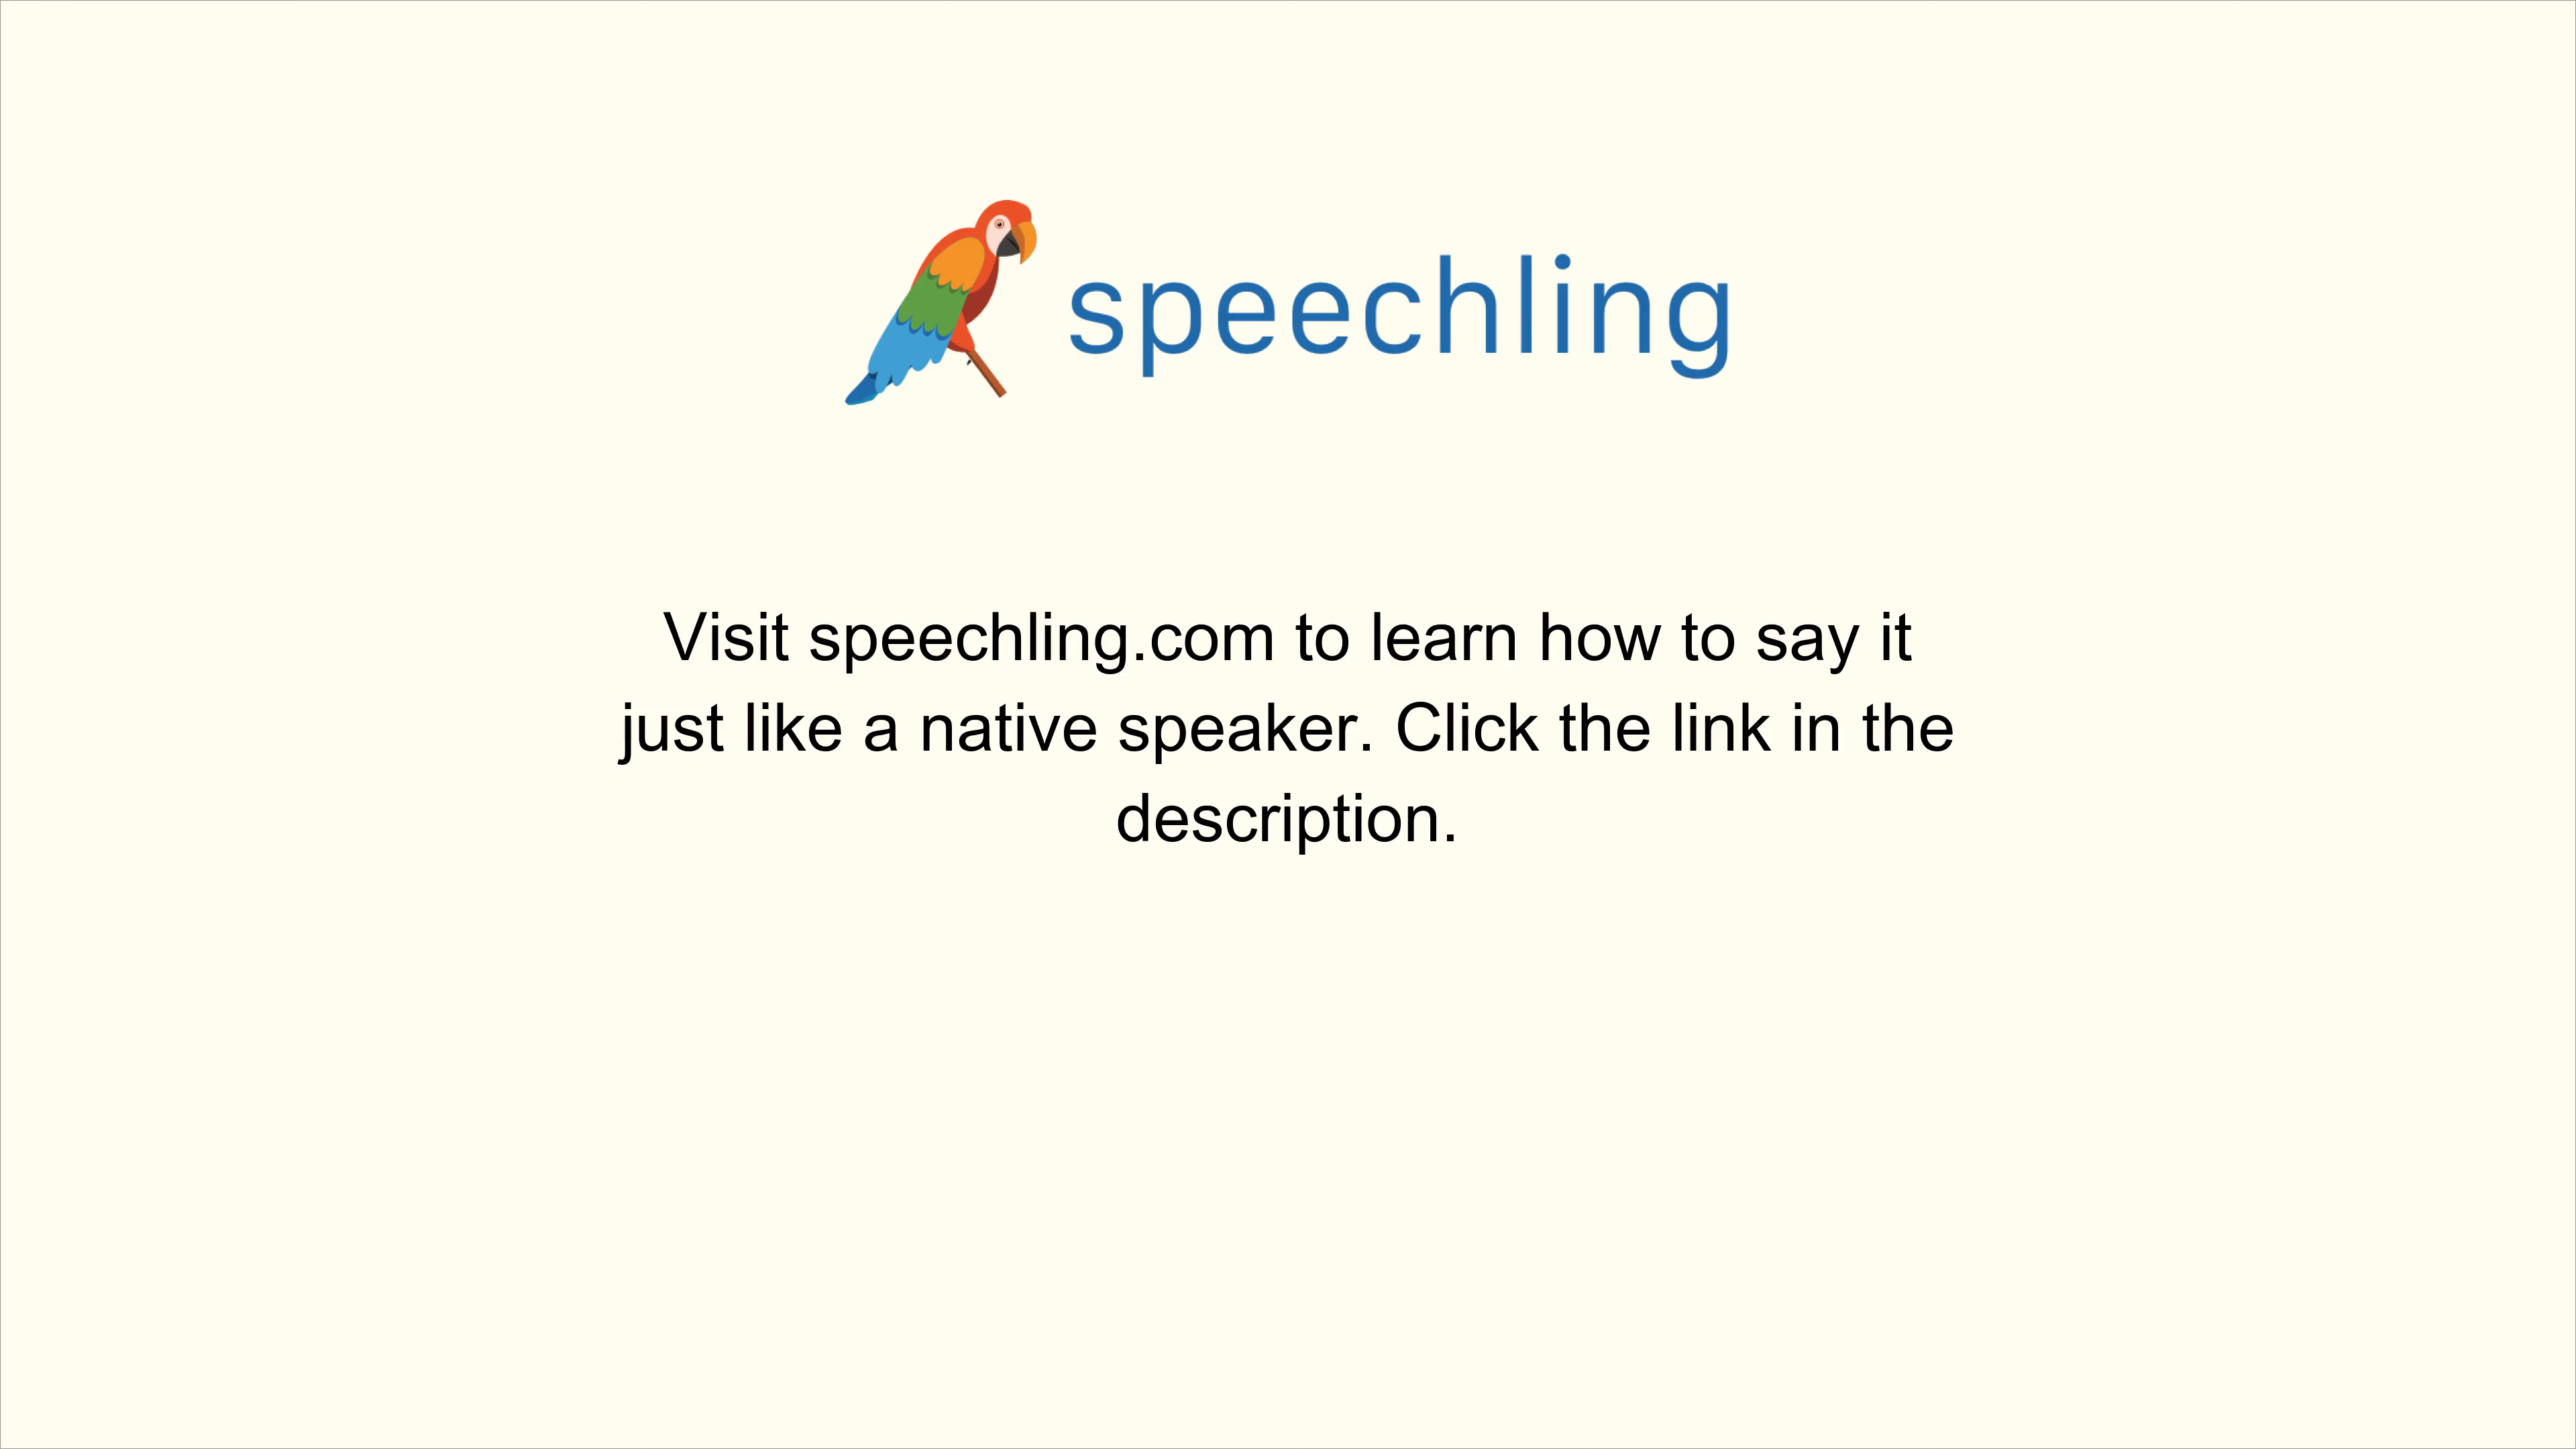 speechling
Visit speechling.com to learn how to say it
just like a native speaker. Click the link in the
description.